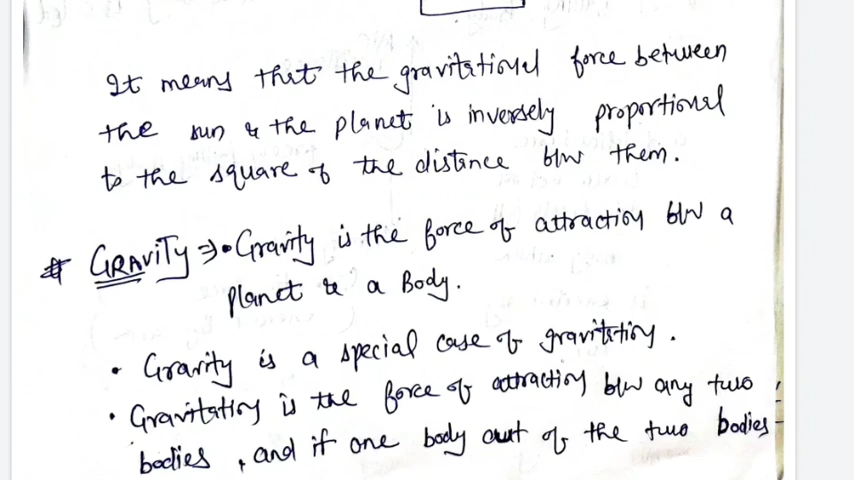 It means that the gravitational force between
the sun & the planet is inversely proportional
to the square of the distance b/w them.
# GRAVITY ⇒ • Gravity is the force of attraction b/w a
planet & a Body.
• Gravity is a special case of gravitation.
• Gravitation is the force of attraction b/w any two
bodies, and if one body out of the two bodies